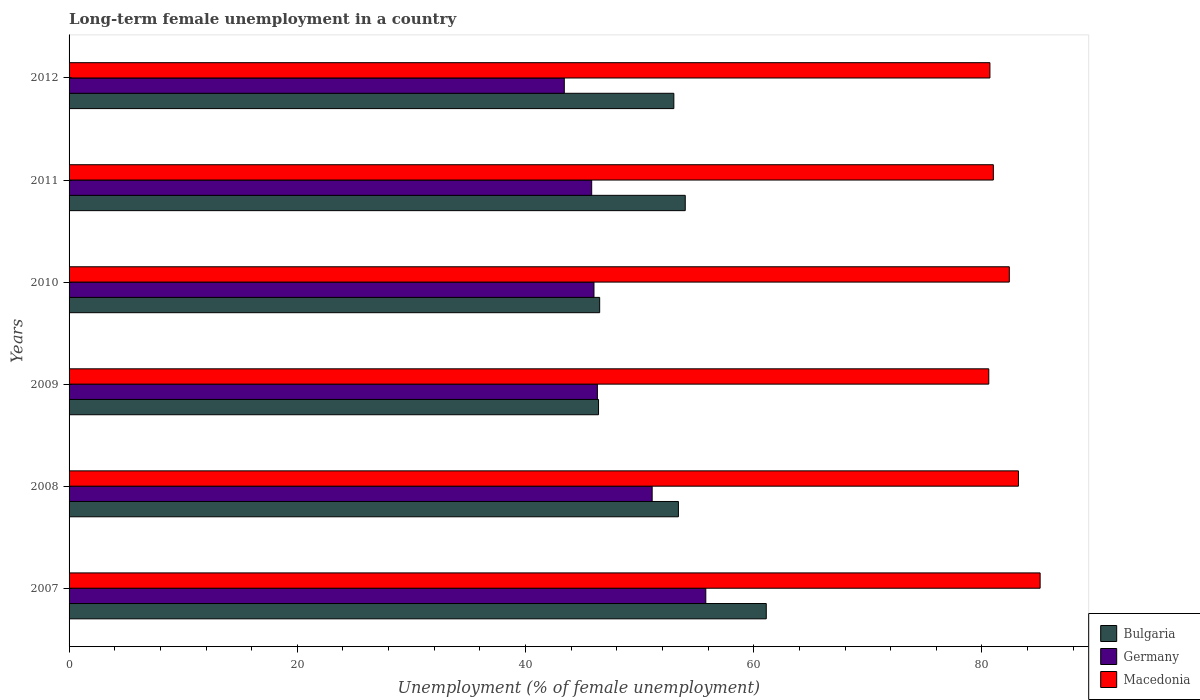 Long-term female unemployment in a country
2012
2011
2010
2009
2008
2007
Years
0
20
40
60
80
Unemployment (% of female unemployment)
Bulgaria
Germany
Macedonia